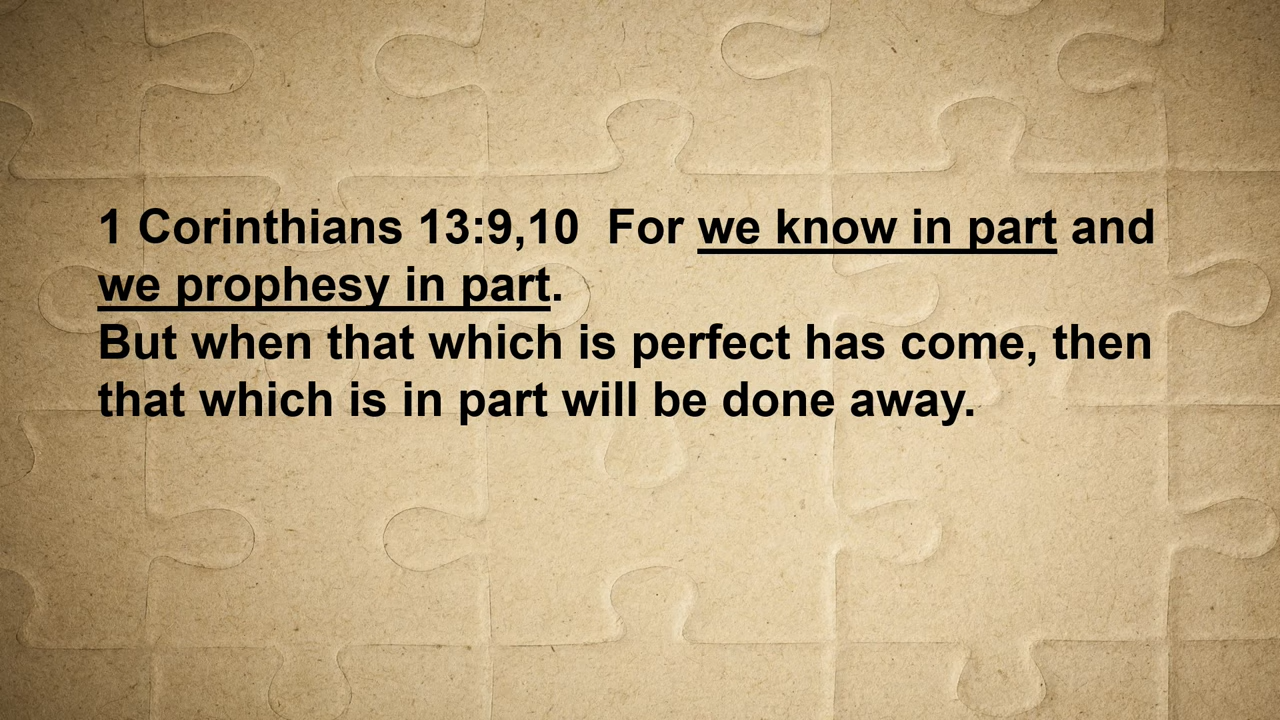 1 Corinthians 13:9,10  For we know in part and
we prophesy in part.
But when that which is perfect has come, then
that which is in part will be done away.